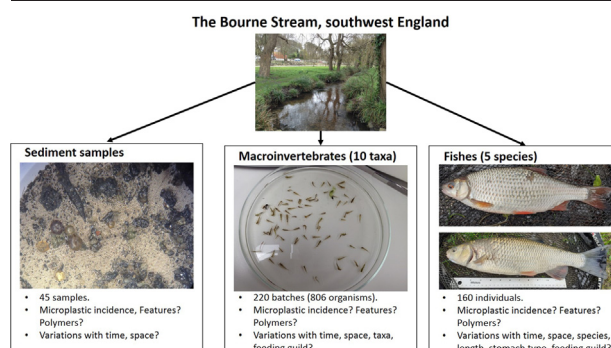 The Bourne Stream, southwest England
Sediment samples
• 45 samples.
• Microplastic incidence, Features?
Polymers?
• Variations with time, space?
Macroinvertebrates (10 taxa)
• 220 batches (806 organisms).
• Microplastic incidence? Features?
Polymers?
• Variations with time, space, taxa,
feeding guild?
Fishes (5 species)
• 160 individuals.
• Microplastic incidence? Features?
Polymers?
• Variations with time, space, species,
length, stomach type, feeding guild?